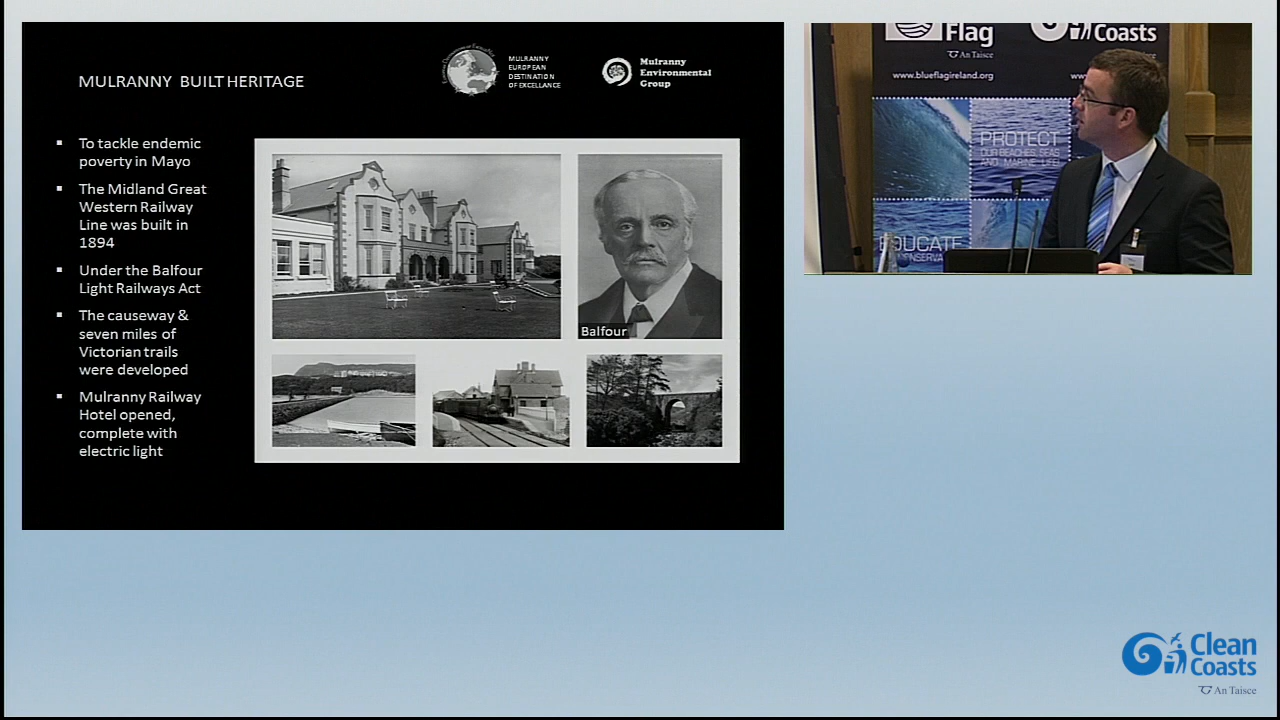 MULRANNY BUILT HERITAGE
MULRANNY
EUROPEAN
DESTINATION
OF EXCELLENCE
Mulranny
Environmental
Group
▪ To tackle endemic
poverty in Mayo
▪ The Midland Great
Western Railway
Line was built in
1894
▪ Under the Balfour
Light Railways Act
▪ The causeway &
seven miles of
Victorian trails
were developed
▪ Mulranny Railway
Hotel opened,
complete with
electric light
Balfour
Flag
An Taisce
www.blueflagireland.org
Coasts
PROTECT
OUR BEACHES, SEAS
AND MARINE LIFE!
EDUCATE
Clean
Coasts
An Taisce